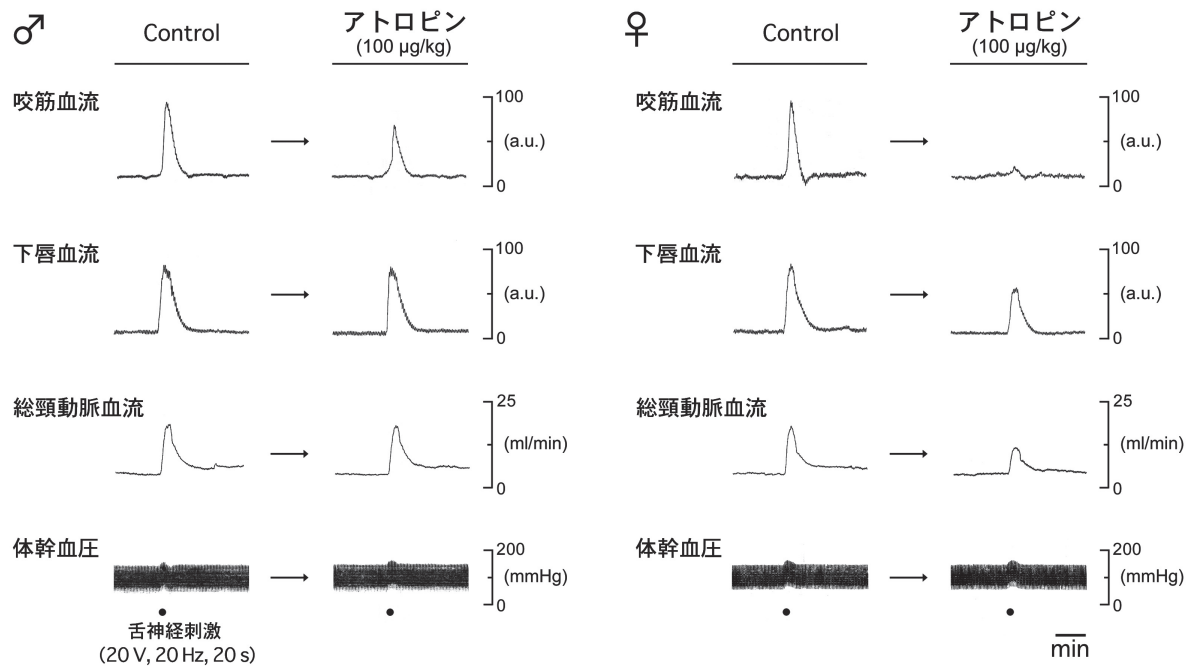 ♂
Control
アトロピン
(100 µg/kg)
♀
Control
アトロピン
(100 µg/kg)
咬筋血流
100
(a.u.)
0
咬筋血流
100
(a.u.)
0
下唇血流
100
(a.u.)
0
下唇血流
100
(a.u.)
0
総頸動脈血流
25
(ml/min)
0
総頸動脈血流
25
(ml/min)
0
体幹血圧
200
(mmHg)
0
体幹血圧
200
(mmHg)
0
舌神経刺激
(20 V, 20 Hz, 20 s)
min